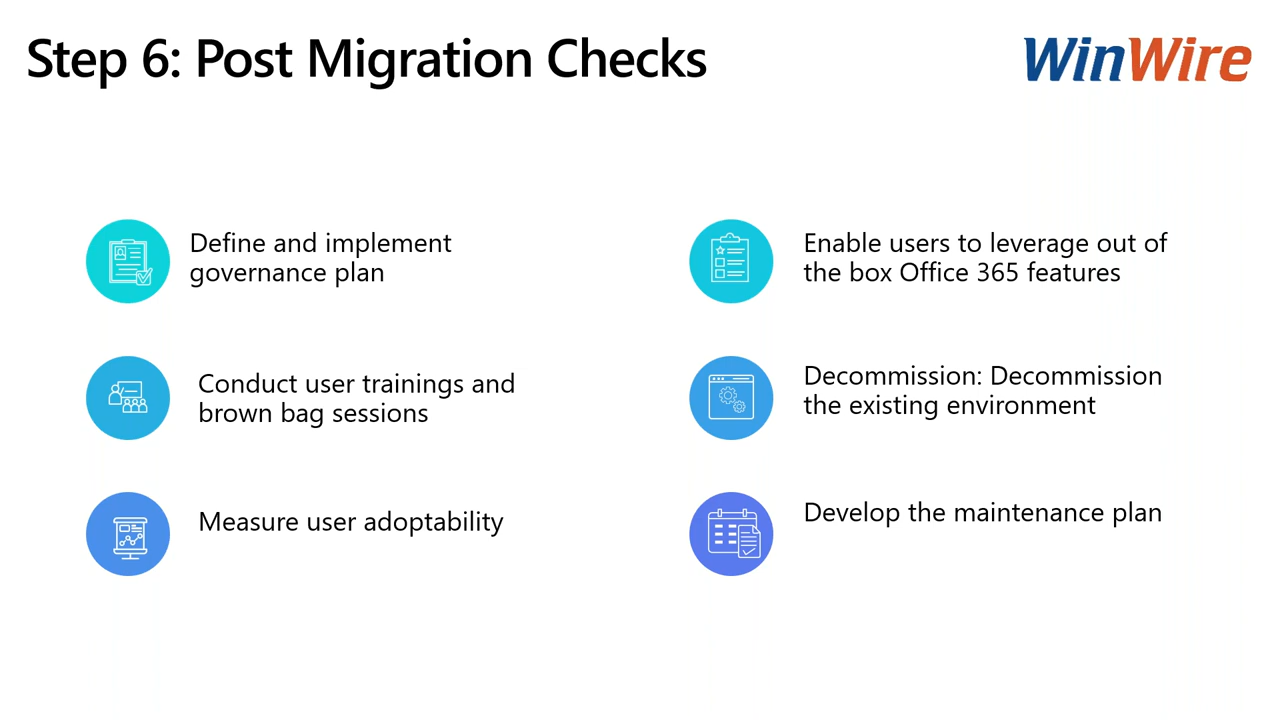 Step 6: Post Migration Checks
WinWire
Define and implement
governance plan
Conduct user trainings and
brown bag sessions
Measure user adoptability
Enable users to leverage out of
the box Office 365 features
Decommission: Decommission
the existing environment
Develop the maintenance plan